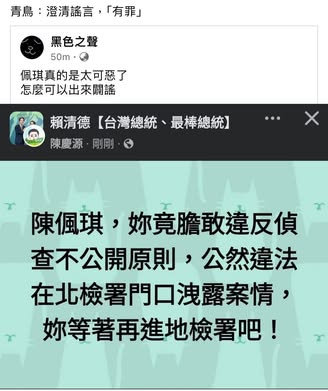 青鳥：澄清謠言，「有罪」
黑色之聲
50m·
佩琪真的是太可惡了
怎麼可以出來闢謠
賴清德【台灣總統、最棒總統】
陳慶源·剛剛·
陳佩琪，妳竟膽敢違反偵
查不公開原則，公然違法
在北檢署門口洩露案情，
妳等著再進地檢署吧！